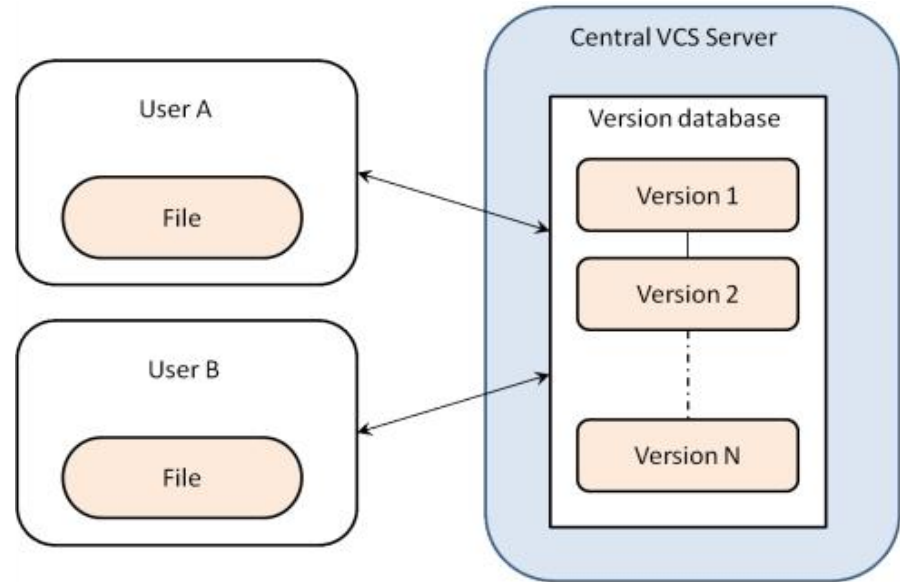 Central VCS Server
User A
File
Version database
Version 1
Version 2
User B
File
Version N